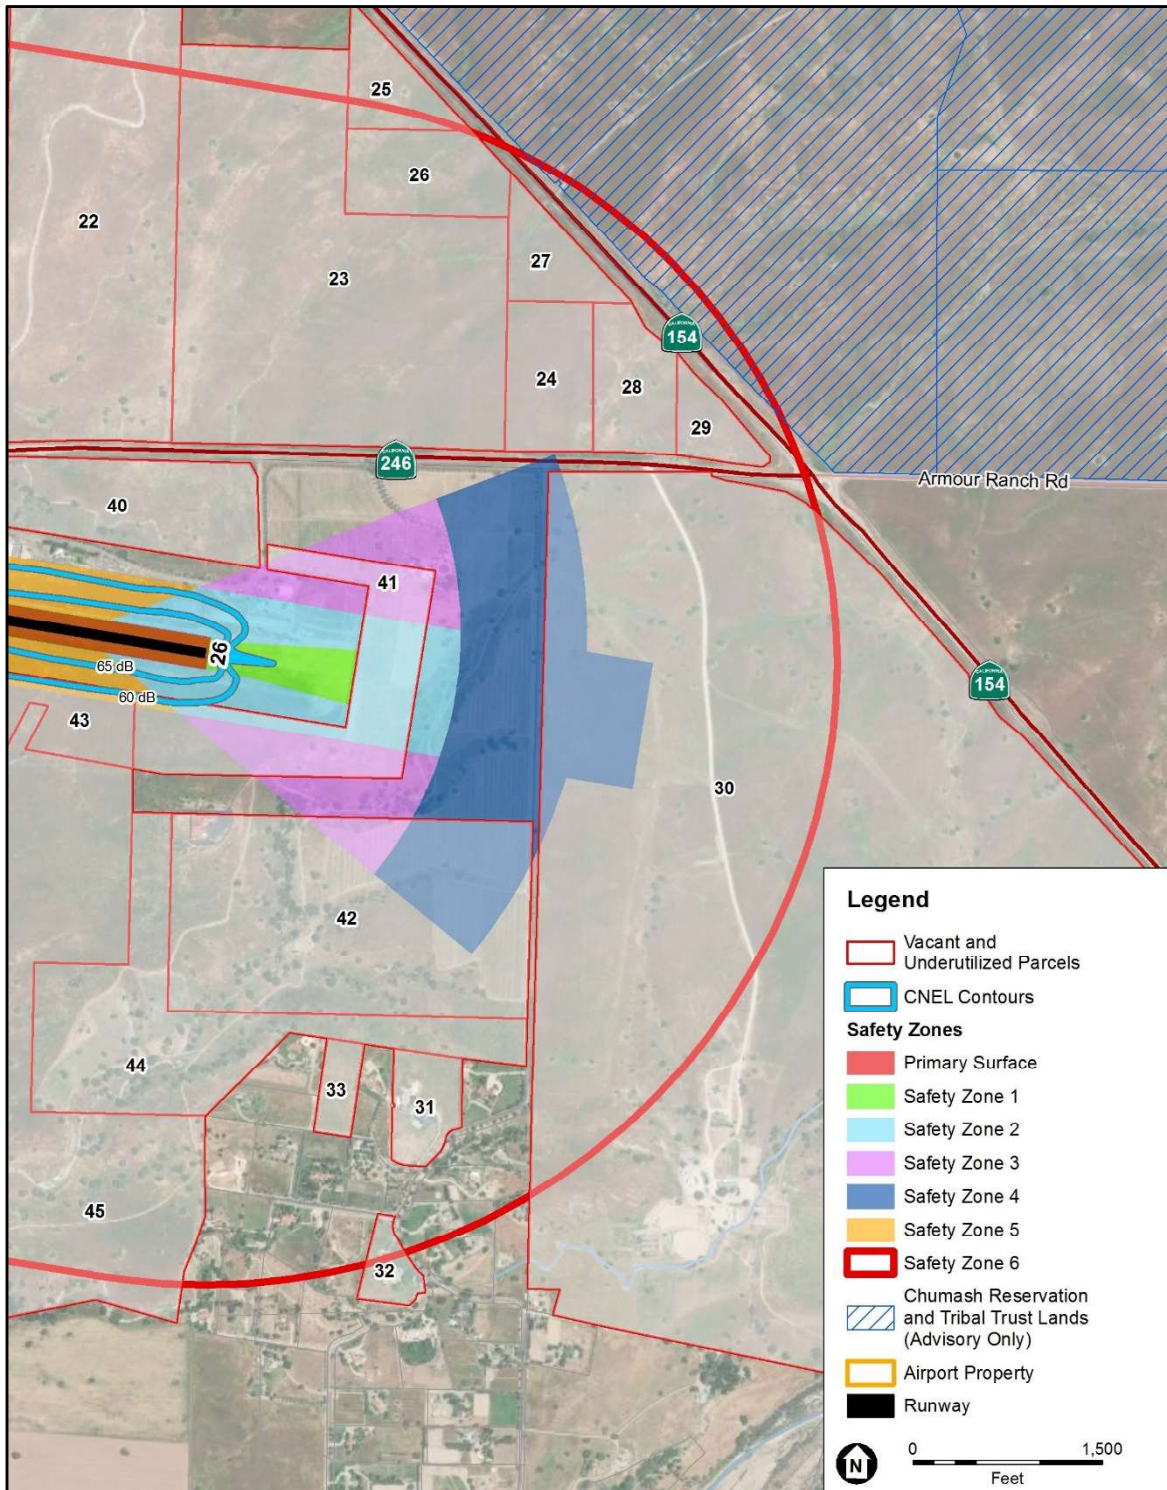 25
26
22
23
27
CALIFORNIA
154
24
28
29
CALIFORNIA
246
Armour Ranch Rd
40
41
26
65 dB
60 dB
43
CALIFORNIA
154
30
42
44
33
31
45
32
Legend
Vacant and
Underutilized Parcels
CNEL Contours
Safety Zones
Primary Surface
Safety Zone 1
Safety Zone 2
Safety Zone 3
Safety Zone 4
Safety Zone 5
Safety Zone 6
Chumash Reservation
and Tribal Trust Lands
(Advisory Only)
Airport Property
Runway
N
0 1,500
Feet